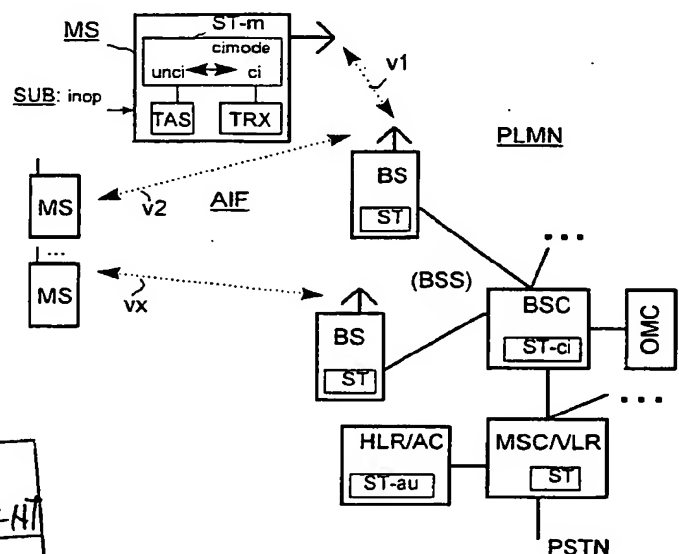 MS
ST-m
cimode
unci ci
SUB: inop
TAS TRX
v1
PLMN
BS
ST
MS
v2
AIF
...
MS
vx
...
(BSS)
BSC
ST-ci
OMC
BS
ST
...
HLR/AC
ST-au
MSC/VLR
ST
PSTN